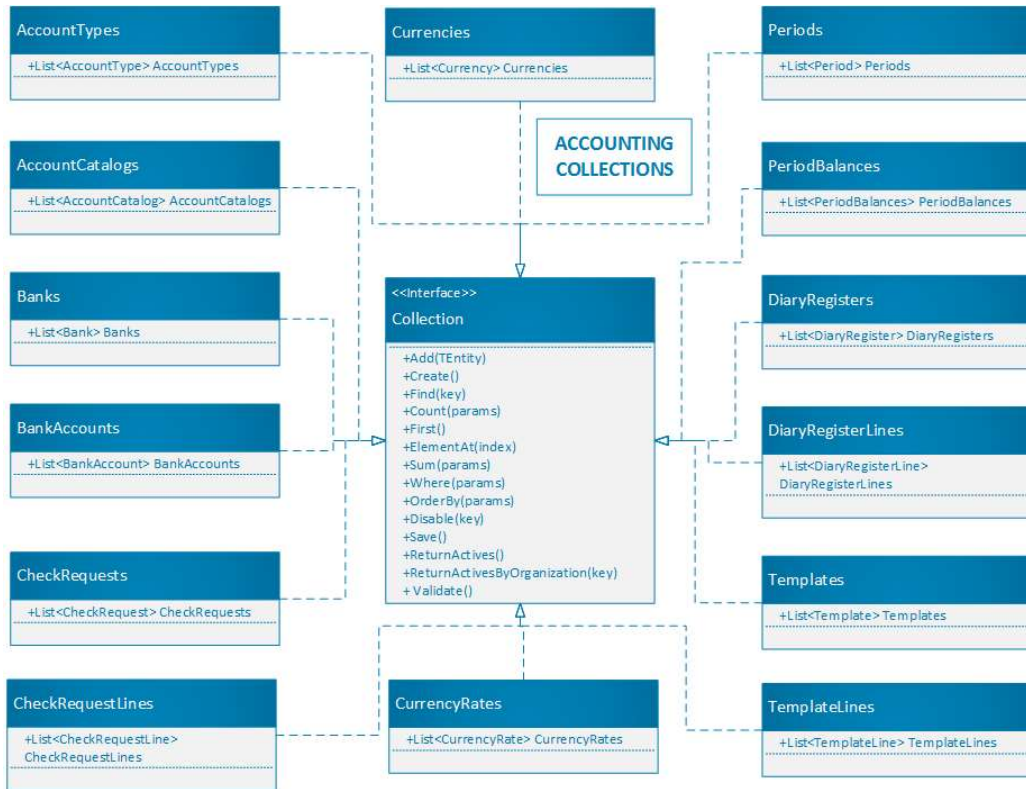 AccountTypes
+List<AccountType> AccountTypes
Currencies
+List<Currency> Currencies
Periods
+List<Period> Periods
ACCOUNTING
COLLECTIONS
AccountCatalogs
+List<AccountCatalog> AccountCatalogs
PeriodBalances
+List<PeriodBalances> PeriodBalances
Banks
+List<Bank> Banks
<<Interface>>
Collection
+Add(TEntity)
+Create()
+Find(key)
+Count(params)
+First()
+ElementAt(index)
+Sum(params)
+Where(params)
+OrderBy(params)
+Disable(key)
+Save()
+ReturnActives()
+ReturnActivesByOrganization(key)
+ Validate()
DiaryRegisters
+List<DiaryRegister> DiaryRegisters
BankAccounts
+List<BankAccount> BankAccounts
DiaryRegisterLines
+List<DiaryRegisterLine>
DiaryRegisterLines
CheckRequests
+List<CheckRequest> CheckRequests
Templates
+List<Template> Templates
CheckRequestLines
+List<CheckRequestLine>
CheckRequestLines
CurrencyRates
+List<CurrencyRate> CurrencyRates
TemplateLines
+List<TemplateLine> TemplateLines